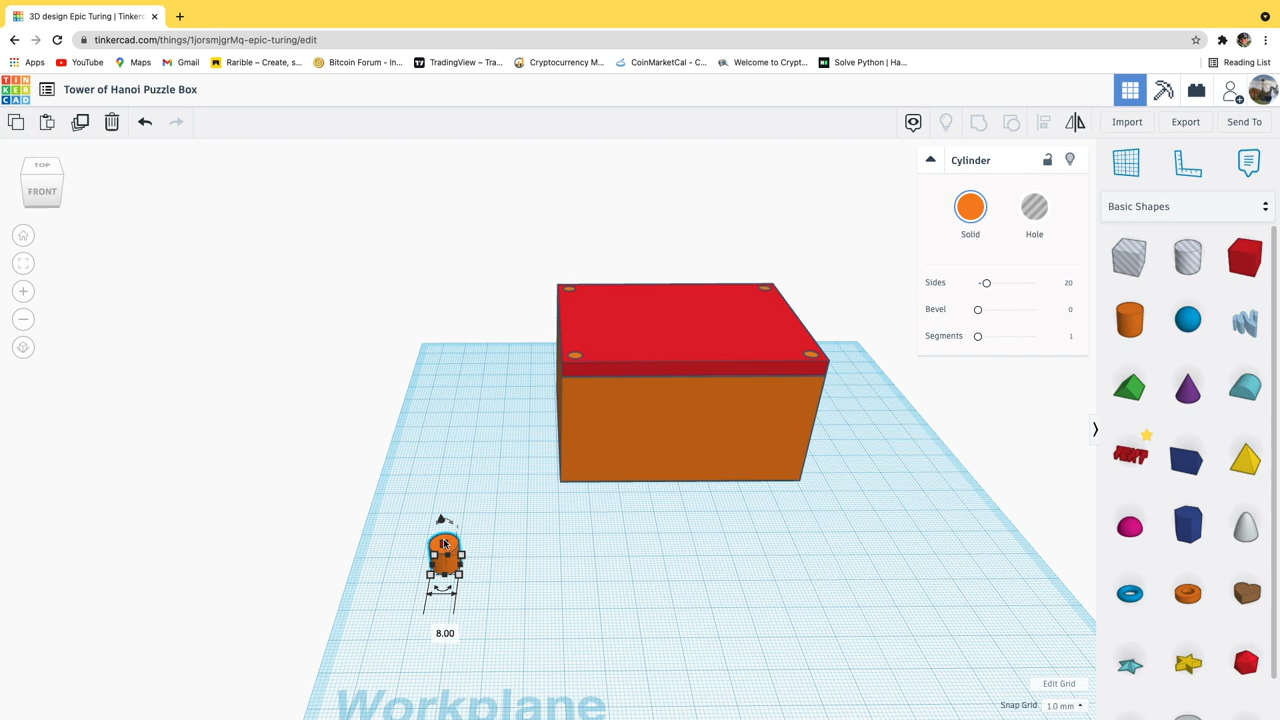 3D design Epic Turing | Tinkerc
tinkercad.com/things/1jorsmjgrMq-epic-turing/edit
Apps YouTube Maps Gmail Rarible – Create, s... Bitcoin Forum - In... TradingView – Tra... Cryptocurrency M... CoinMarketCal - C... Welcome to Crypt... Solve Python | Ha... Reading List
TIN
KER
CAD
Tower of Hanoi Puzzle Box
Import Export Send To
TOP
FRONT
Cylinder
Solid Hole
Sides 20
Bevel 0
Segments 1
Basic Shapes
TEXT
8.00
Workplane
Edit Grid
Snap Grid 1.0 mm